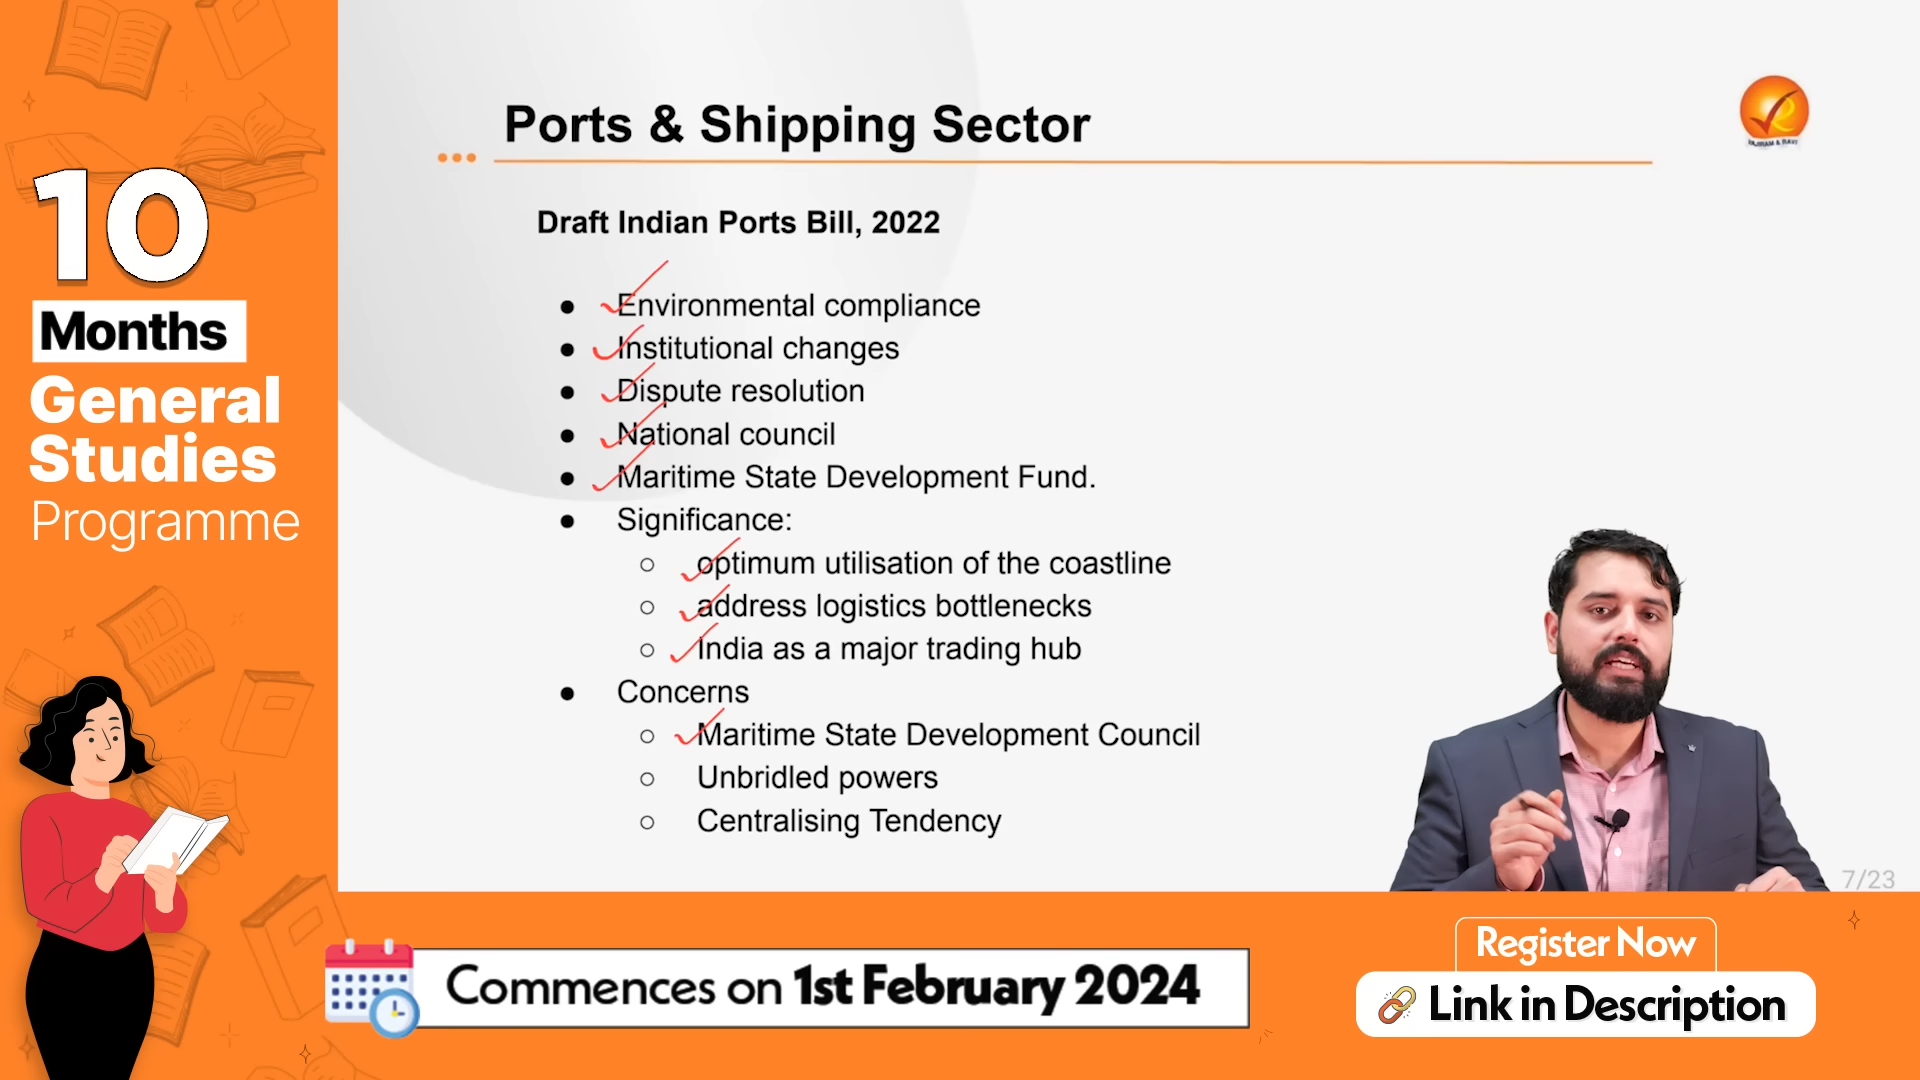 10
Months
General
Studies
Programme
Ports & Shipping Sector
VAJIRAM & RAVI
Draft Indian Ports Bill, 2022
● Environmental compliance
● Institutional changes
● Dispute resolution
● National council
● Maritime State Development Fund.
● Significance:
○ optimum utilisation of the coastline
○ address logistics bottlenecks
○ India as a major trading hub
● Concerns
○ Maritime State Development Council
○ Unbridled powers
○ Centralising Tendency
7/23
Commences on 1st February 2024
Register Now
Link in Description